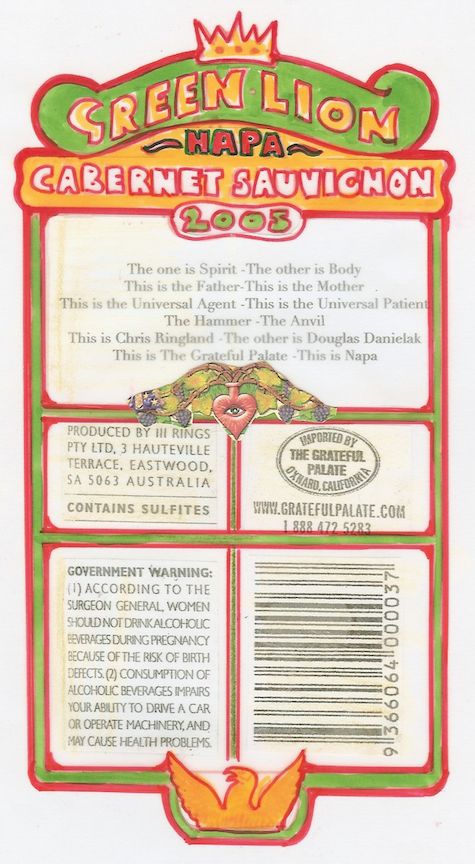 GREEN LION
~NAPA~
CABERNET SAUVIGNON
2005
The one is Spirit -The other is Body
This is the Father-This is the Mother
This is the Universal Agent -This is the Universal Patient
The Hammer -The Anvil
This is Chris Ringland -The other is Douglas Danielak
This is The Grateful Palate -This is Napa
PRODUCED BY III RINGS
PTY LTD, 3 HAUTEVILLE
TERRACE, EASTWOOD,
SA 5063 AUSTRALIA
CONTAINS SULFITES
IMPORTED BY
THE GRATEFUL
PALATE
OXNARD, CALIFORNIA
WWW.GRATEFULPALATE.COM
1 888 472 5283
GOVERNMENT WARNING:
(1) ACCORDING TO THE
SURGEON GENERAL, WOMEN
SHOULD NOT DRINK ALCOHOLIC
BEVERAGES DURING PREGNANCY
BECAUSE OF THE RISK OF BIRTH
DEFECTS. (2) CONSUMPTION OF
ALCOHOLIC BEVERAGES IMPAIRS
YOUR ABILITY TO DRIVE A CAR
OR OPERATE MACHINERY, AND
MAY CAUSE HEALTH PROBLEMS.
9 366064 000037